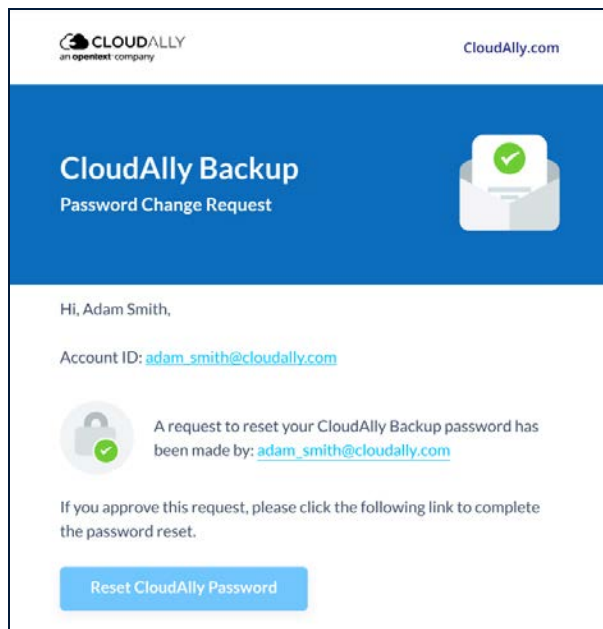 CLOUDALLY
an opentext company
CloudAlly.com
CloudAlly Backup
Password Change Request
Hi, Adam Smith,
Account ID: adam_smith@cloudally.com
A request to reset your CloudAlly Backup password has
been made by: adam_smith@cloudally.com
If you approve this request, please click the following link to complete
the password reset.
Reset CloudAlly Password